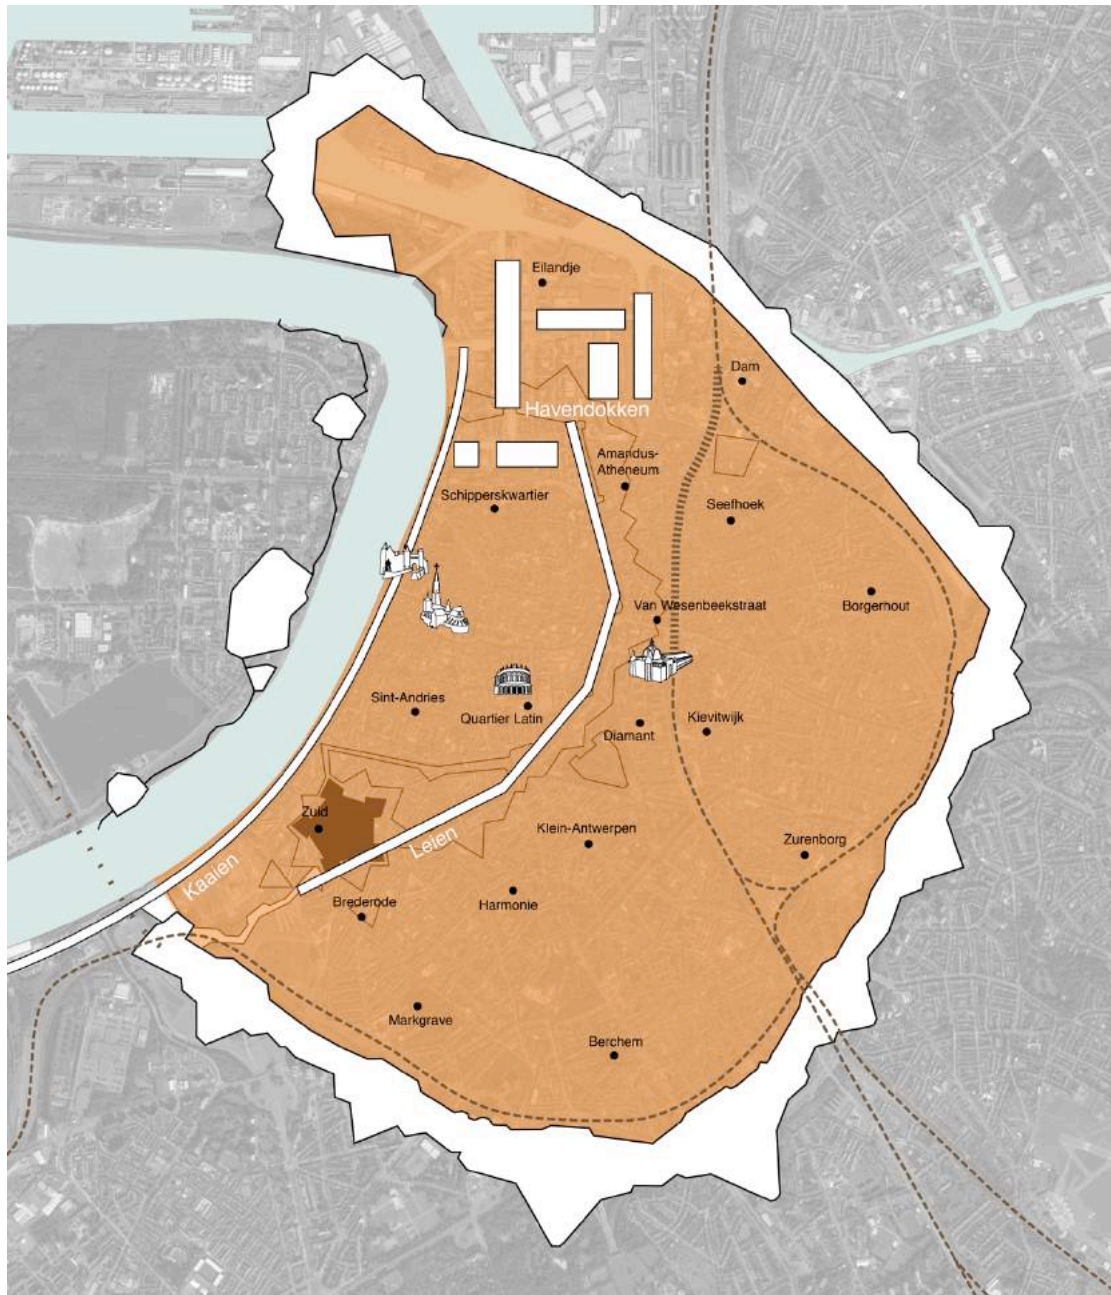 Eilandje
Dam
Havendokken
Amandus-
Atheneum
Schipperskwartier
Seefhoek
Borgerhout
Van Wesenbeekstraat
Sint-Andries
Quartier Latin
Kievitwijk
Diamant
Zuid
Klein-Antwerpen
Leien
Zurenborg
Kaaien
Brederode
Harmonie
Markgrave
Berchem